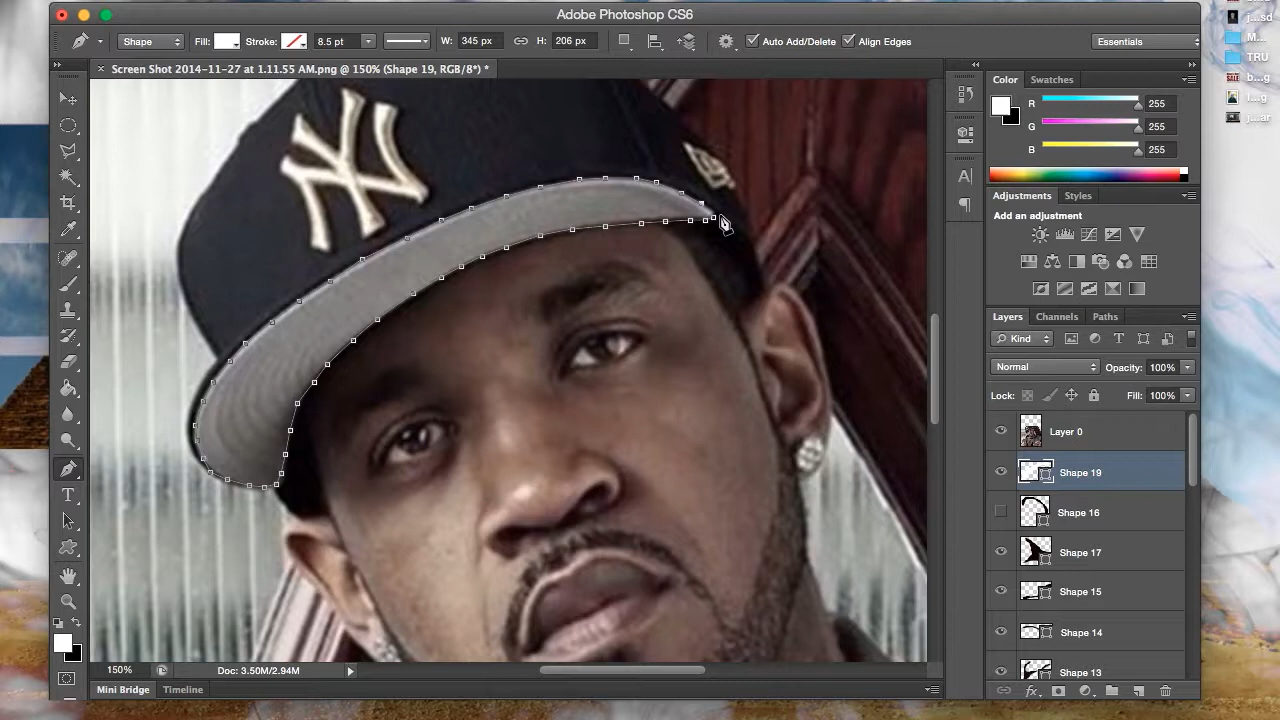 Adobe Photoshop CS6
Shape Fill: Stroke: 8.5 pt W: 345 px H: 206 px Auto Add/Delete Align Edges Essentials
× Screen Shot 2014-11-27 at 1.11.55 AM.png @ 150% (Shape 19, RGB/8*) *
j...sd
M...
TRU
b...g
l...g
j...ar
NY
Color Swatches
R 255
G 255
B 255
Adjustments Styles
Add an adjustment
Layers Channels Paths
Kind
Normal Opacity: 100%
Lock: Fill: 100%
Layer 0
Shape 19
Shape 16
Shape 17
Shape 15
Shape 14
Shape 13
150% Doc: 3.50M/2.94M
Mini Bridge Timeline